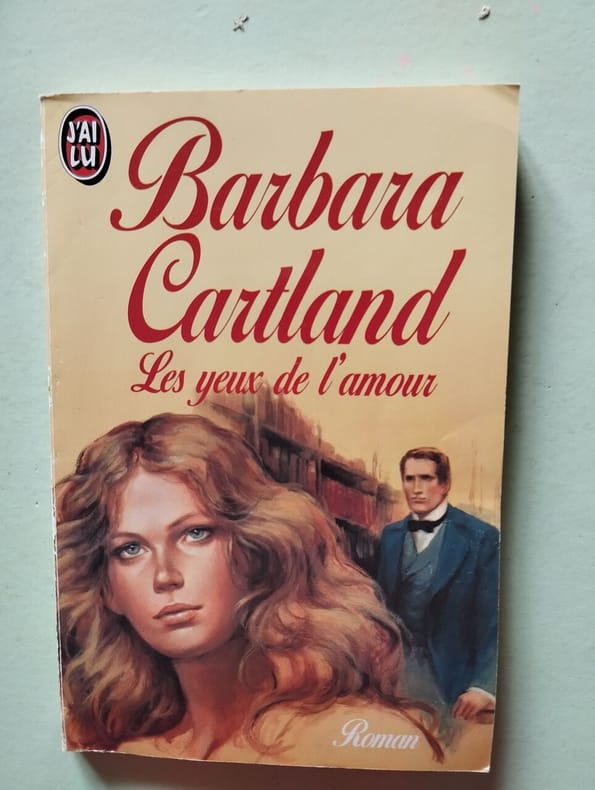 J'AI
LU
Barbara
Cartland
Les yeux de l'amour
Roman